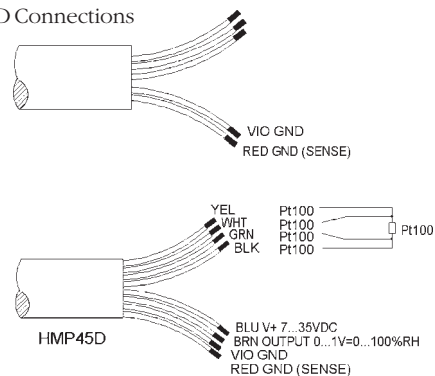 D Connections
VIO GND
RED GND (SENSE)
YEL Pt100
WHT Pt100
GRN Pt100
BLK Pt100
Pt100
BLU V+ 7...35VDC
BRN OUTPUT 0...1V=0...100%RH
VIO GND
RED GND (SENSE)
HMP45D